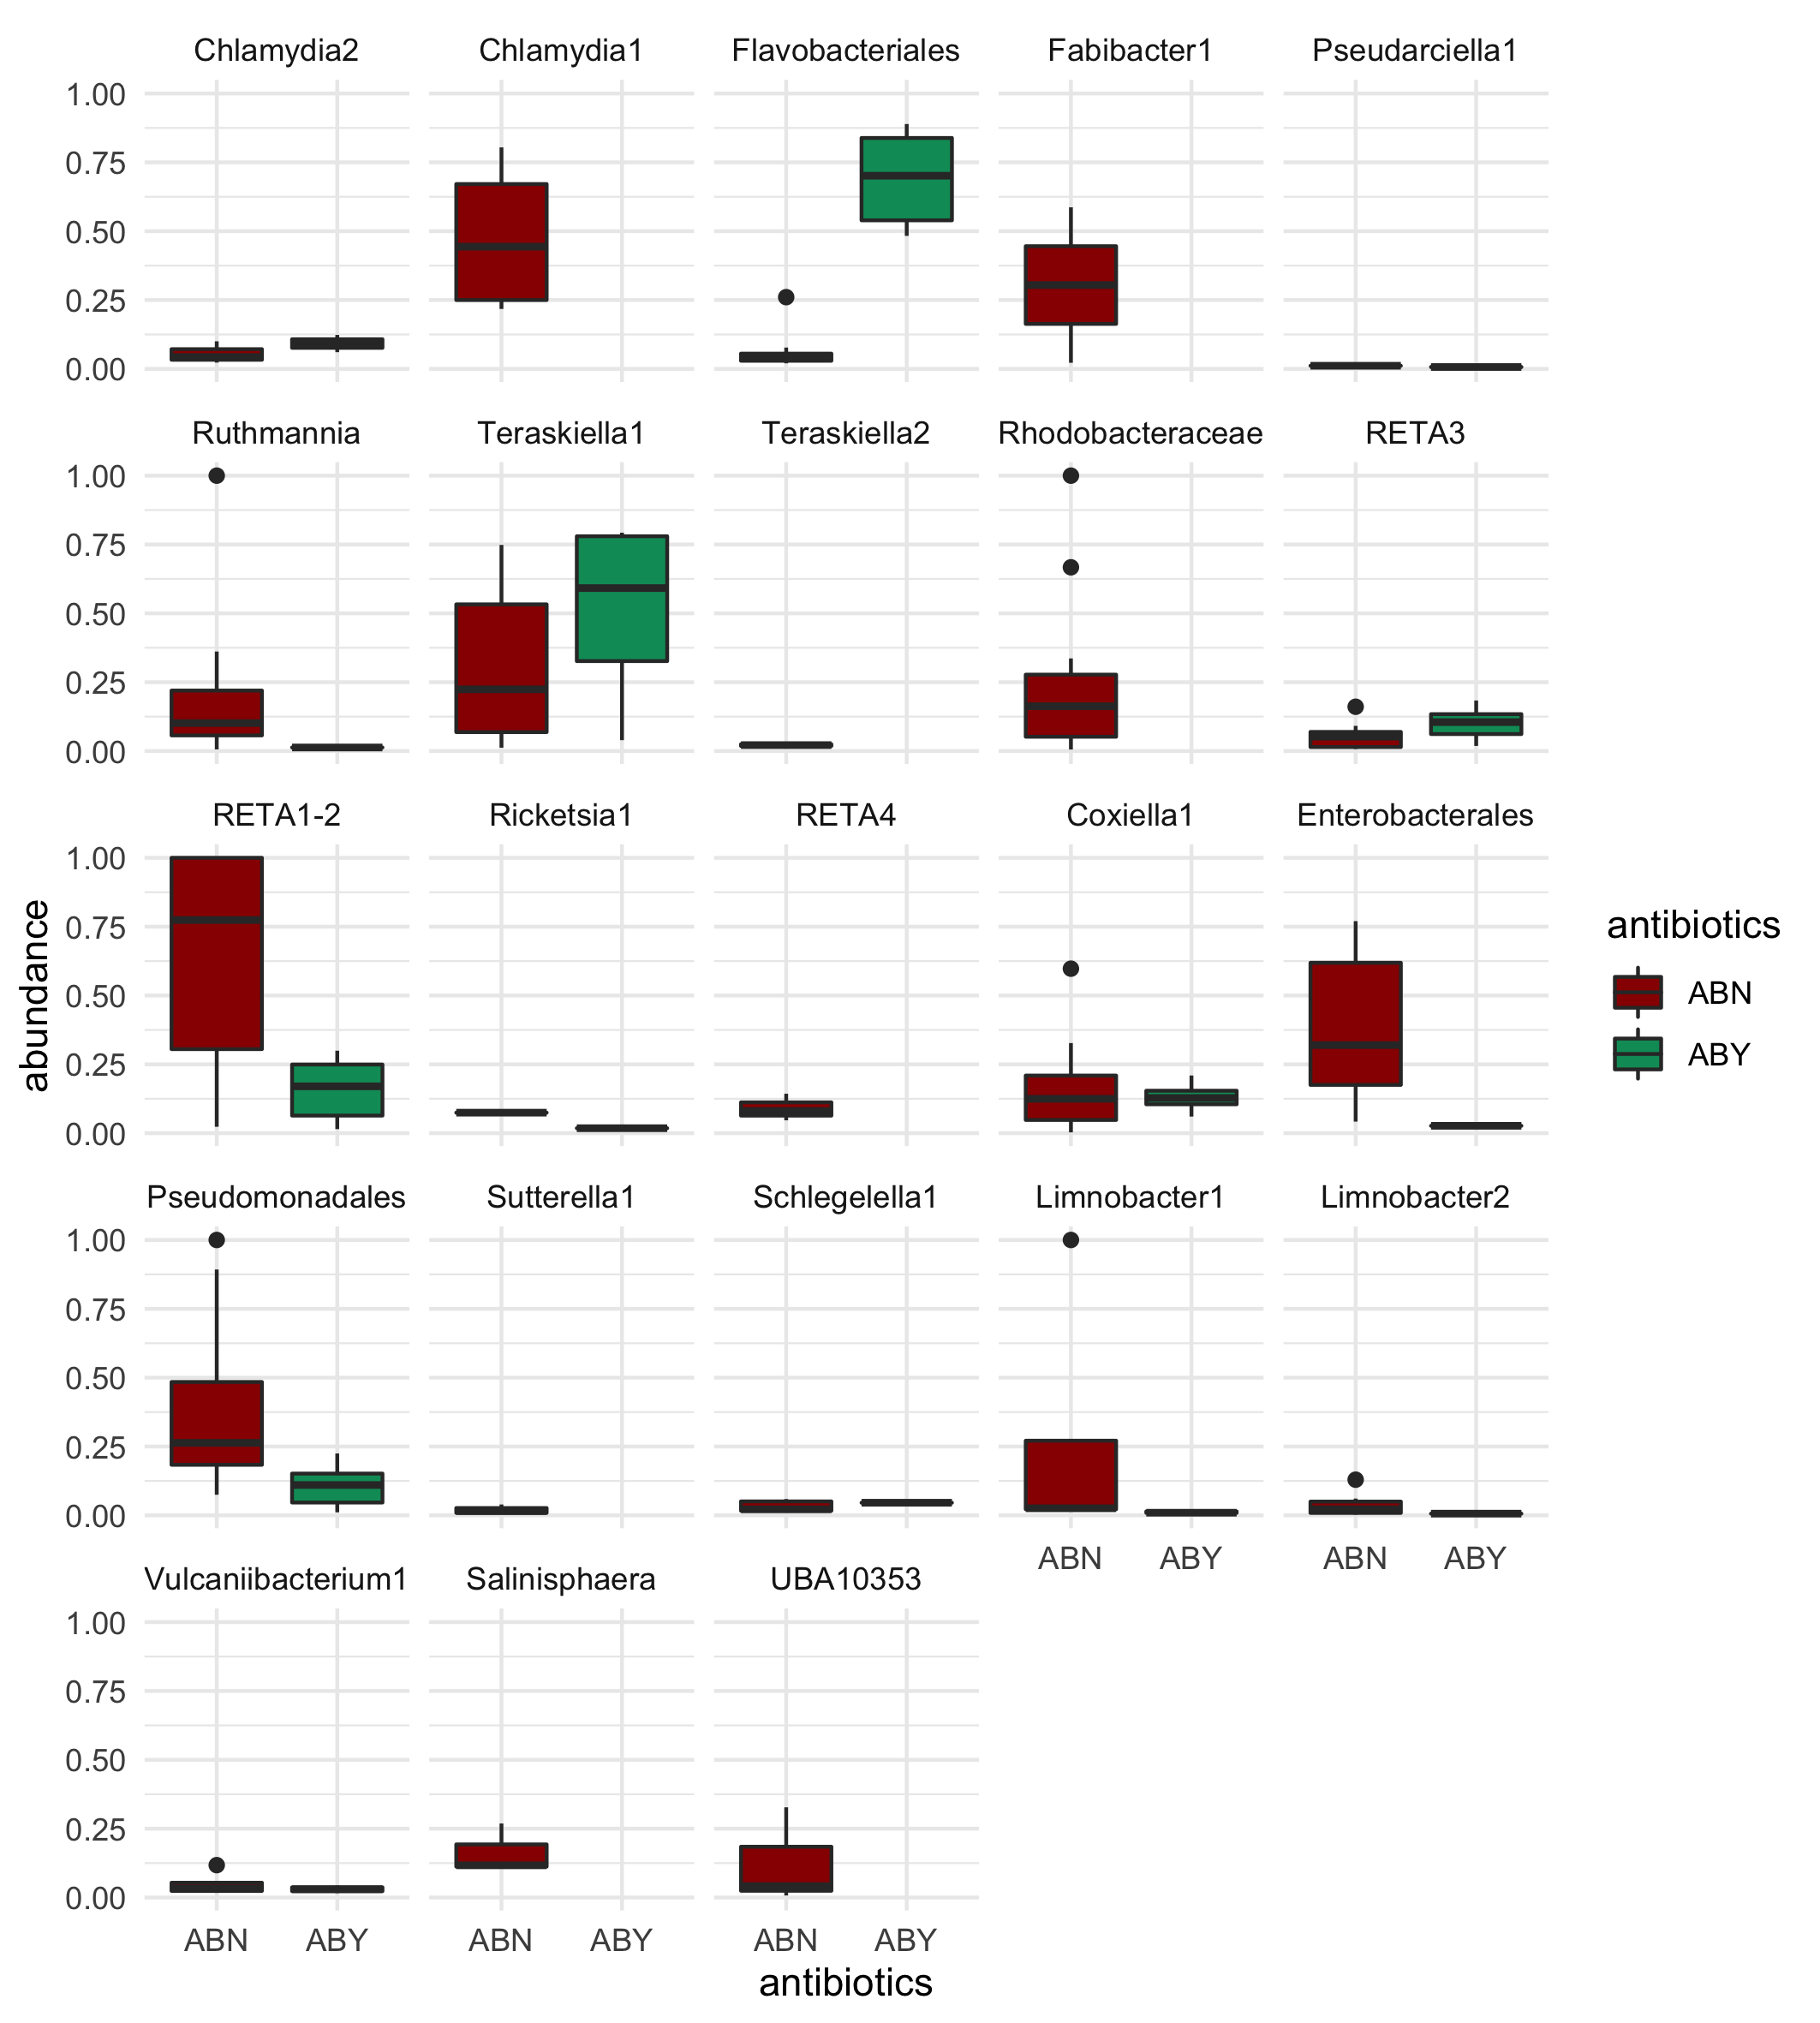 Chlamydia2 Chlamydia1 Flavobacteriales Fabibacter1 Pseudarciella1
1.00
0.75
0.50
0.25
0.00
Ruthmannia Teraskiella1 Teraskiella2 Rhodobacteraceae RETA3
1.00
0.75
0.50
0.25
0.00
RETA1-2 Ricketsia1 RETA4 Coxiella1 Enterobacterales
1.00
0.75
0.50
0.25
0.00
abundance
antibiotics
ABN
ABY
Pseudomonadales Sutterella1 Schlegelella1 Limnobacter1 Limnobacter2
1.00
0.75
0.50
0.25
0.00
ABN ABY ABN ABY
Vulcaniibacterium1 Salinisphaera UBA10353
1.00
0.75
0.50
0.25
0.00
ABN ABY ABN ABY ABN ABY
antibiotics